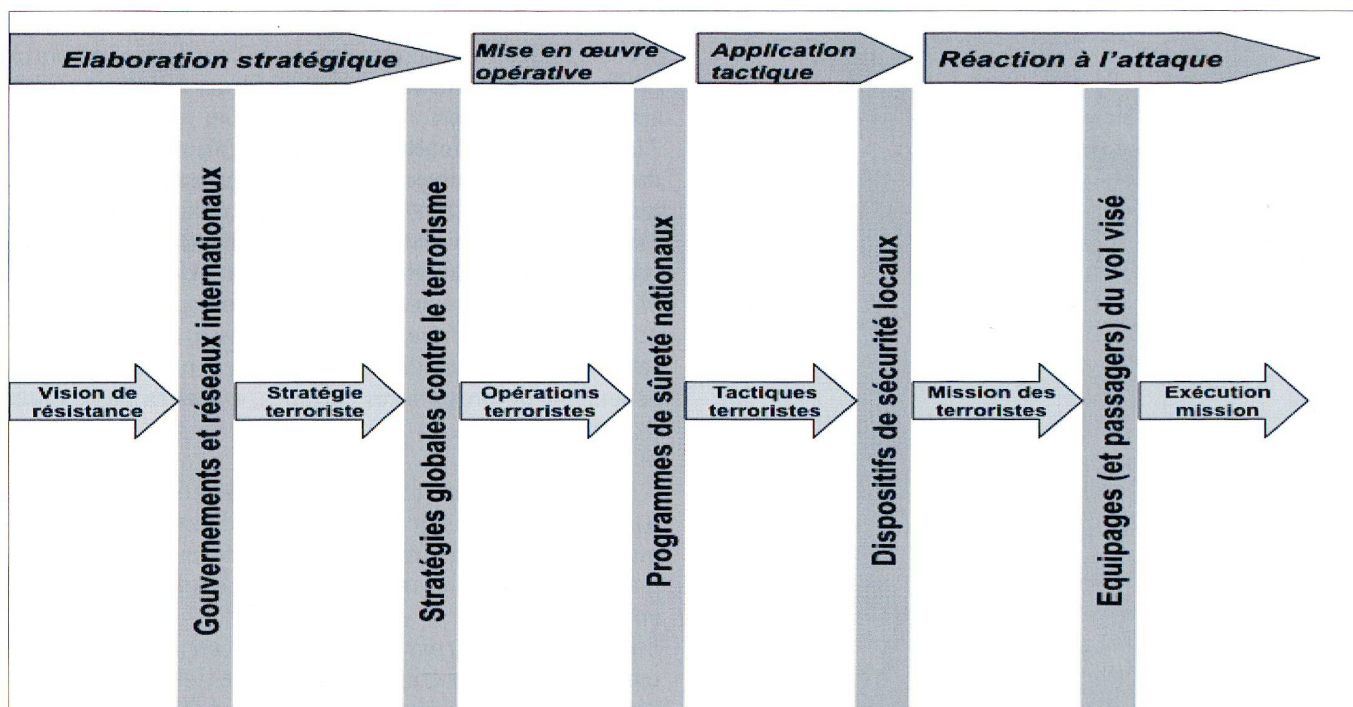 Elaboration stratégique
Mise en œuvre
opérative
Application
tactique
Réaction à l'attaque
Gouvernements et réseaux internationaux
Stratégies globales contre le terrorisme
Programmes de sûreté nationaux
Dispositifs de sécurité locaux
Equipages (et passagers) du vol visé
Vision de
résistance
Stratégie
terroriste
Opérations
terroristes
Tactiques
terroristes
Mission des
terroristes
Exécution
mission